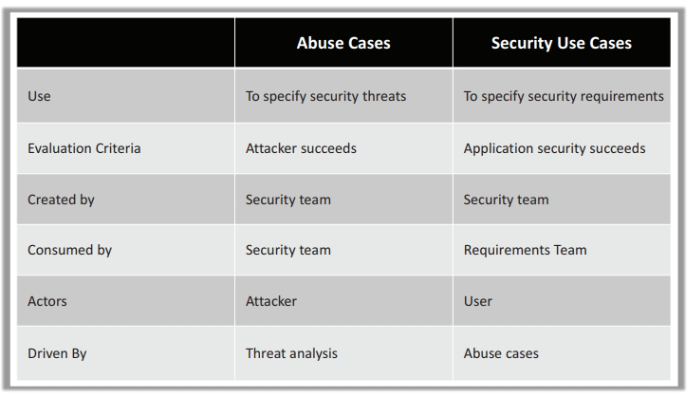 Abuse Cases Security Use Cases
Use To specify security threats To specify security requirements
Evaluation Criteria Attacker succeeds Application security succeeds
Created by Security team Security team
Consumed by Security team Requirements Team
Actors Attacker User
Driven By Threat analysis Abuse cases